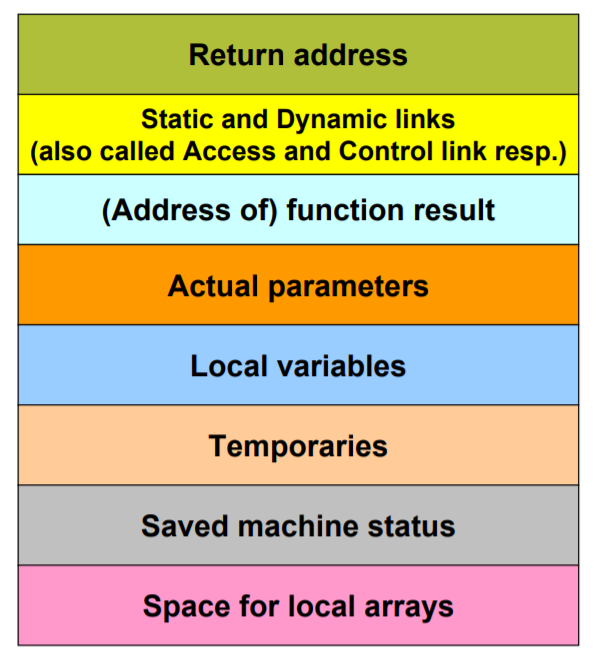 Return address
Static and Dynamic links
(also called Access and Control link resp.)
(Address of) function result
Actual parameters
Local variables
Temporaries
Saved machine status
Space for local arrays